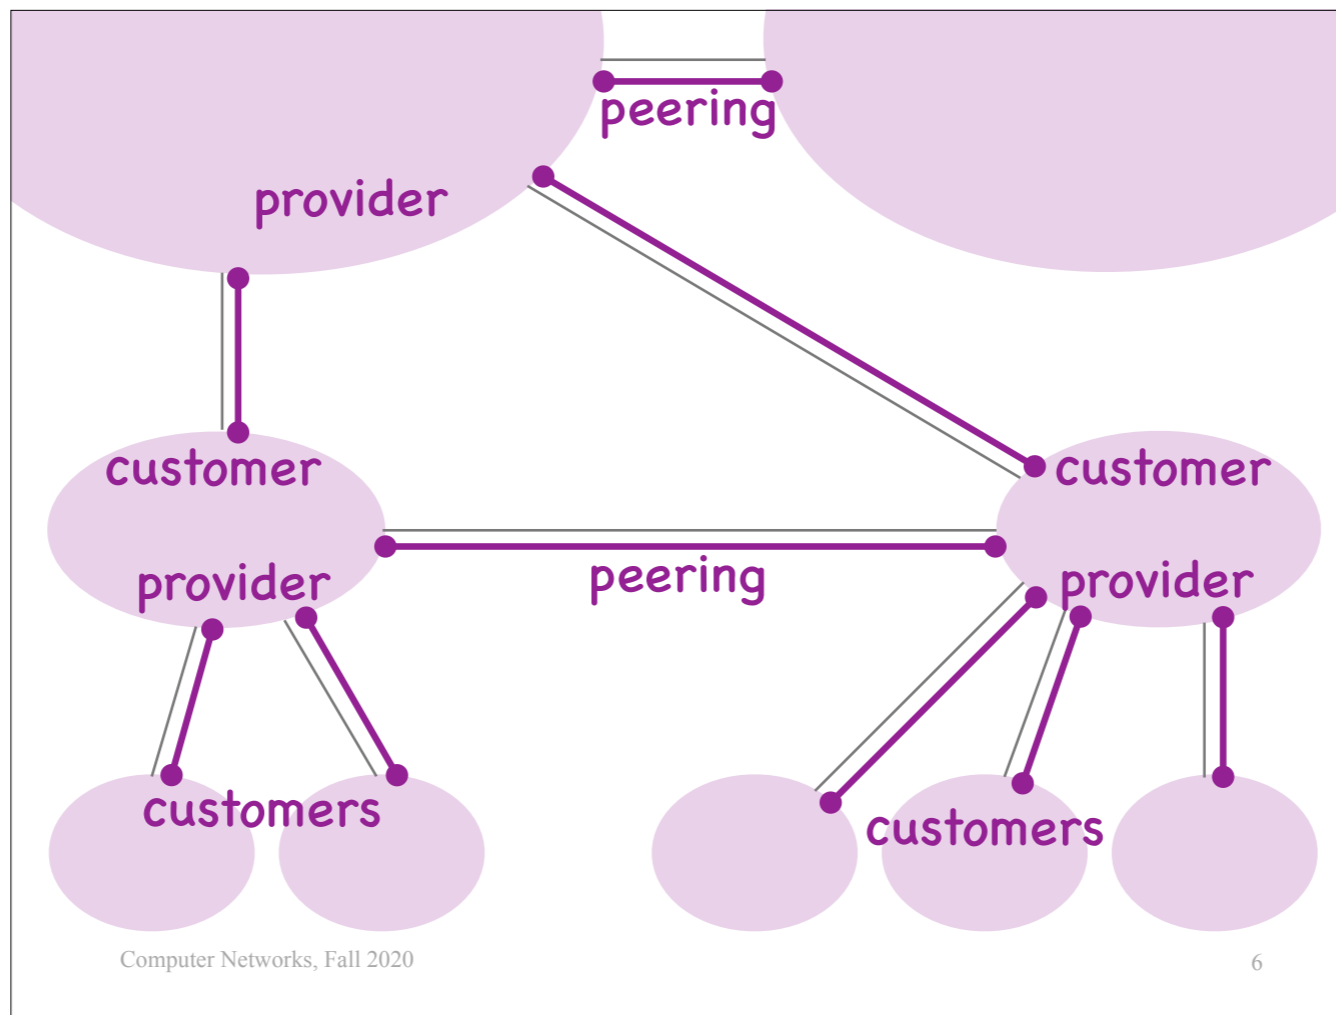 peering
provider
customer
customer
peering
provider
provider
customers
customers
Computer Networks, Fall 2020
6